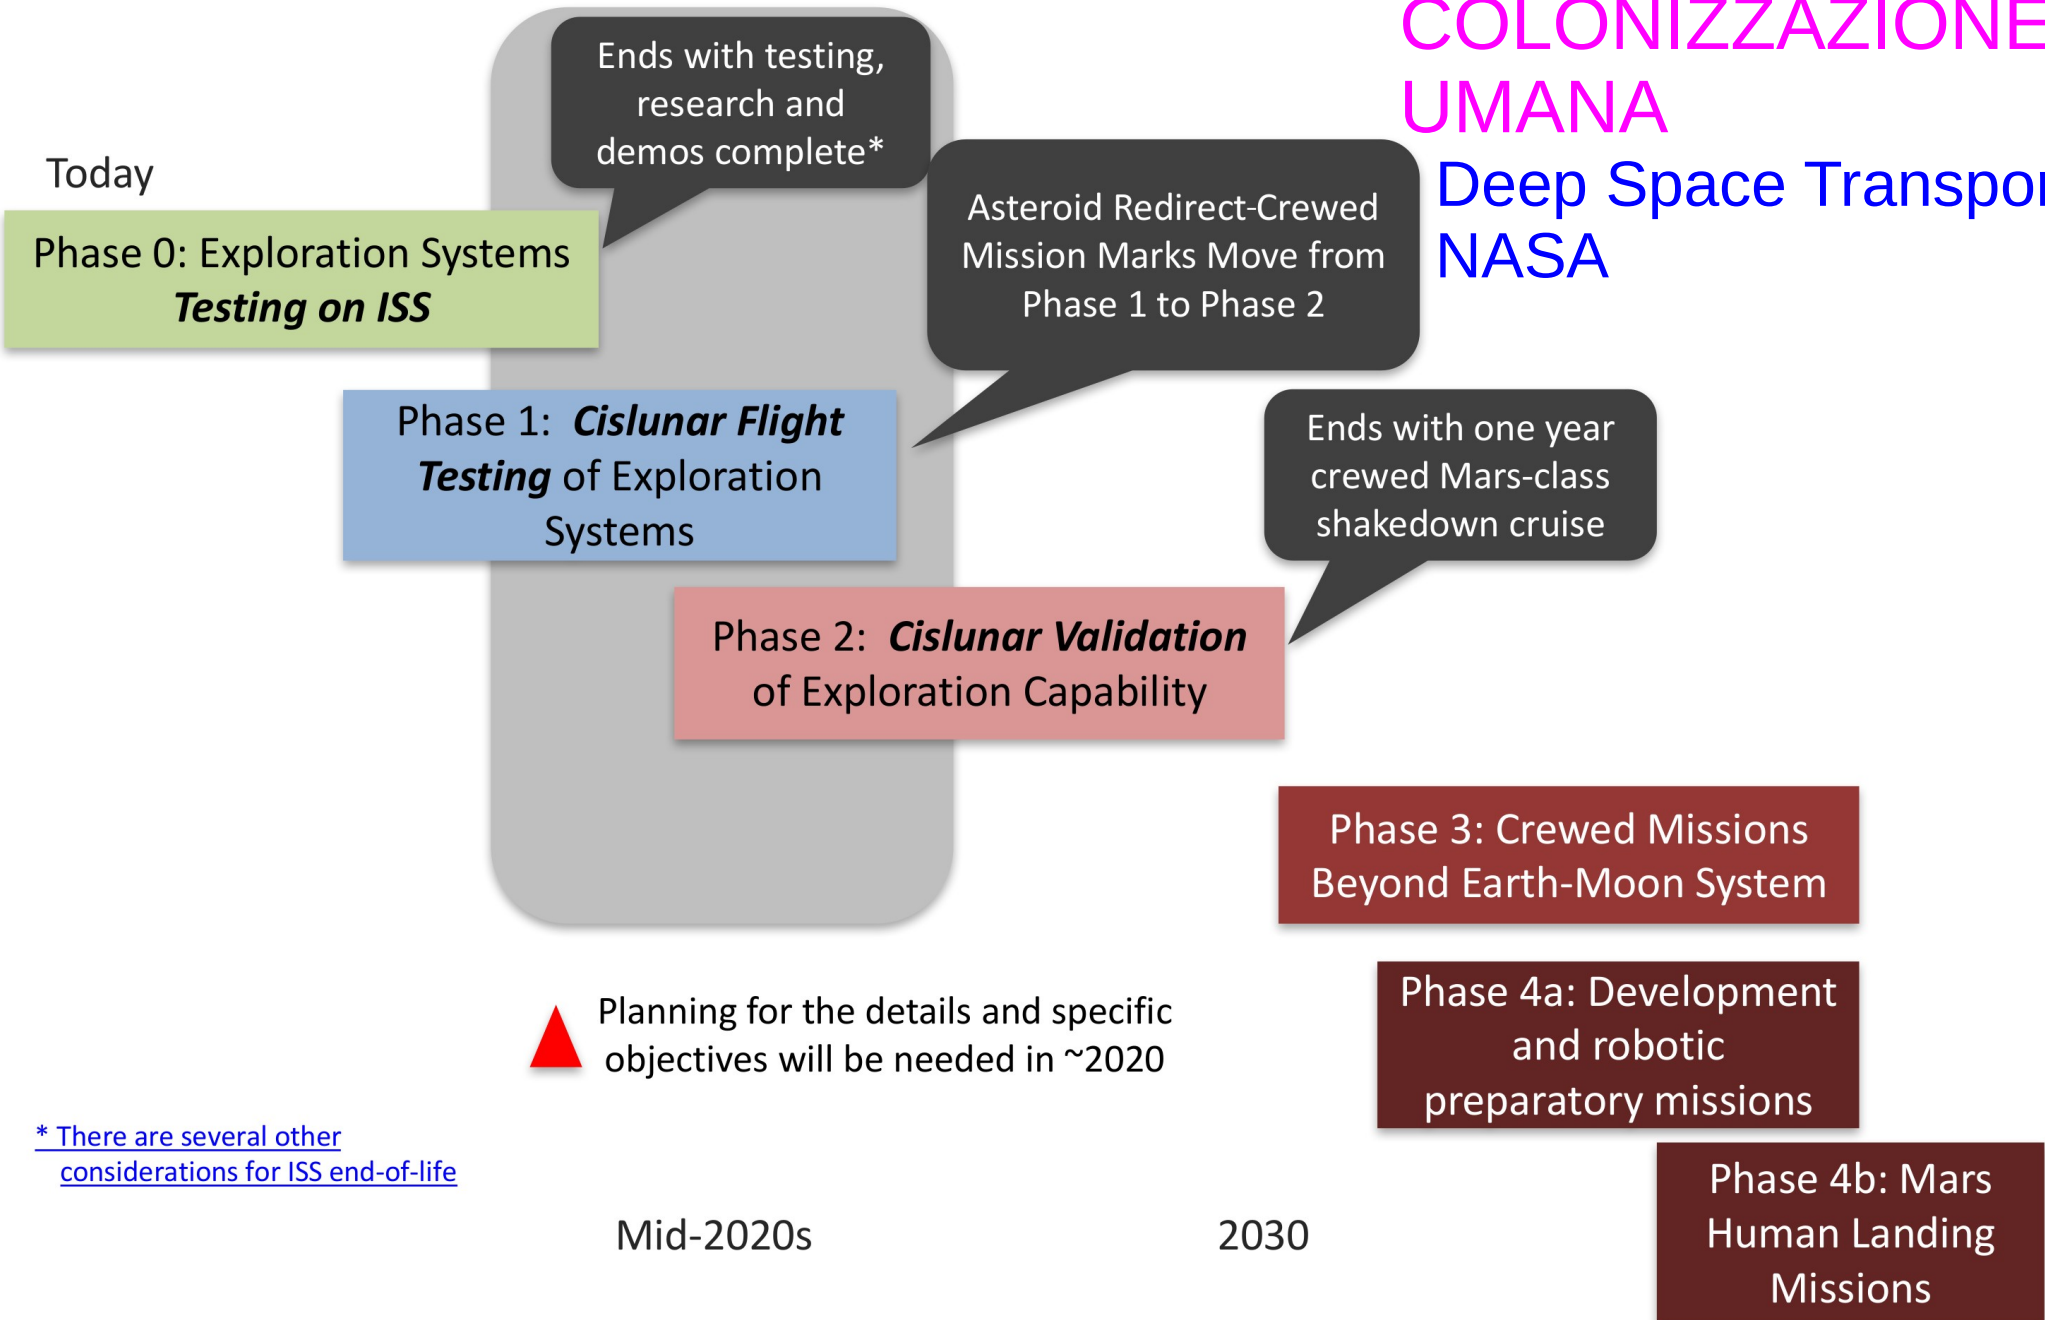 COLONIZZAZIONE
UMANA
Deep Space Transpor
NASA
Ends with testing,
research and
demos complete*
Today
Asteroid Redirect-Crewed
Mission Marks Move from
Phase 1 to Phase 2
Phase 0: Exploration Systems
Testing on ISS
Phase 1: Cislunar Flight
Testing of Exploration
Systems
Ends with one year
crewed Mars-class
shakedown cruise
Phase 2: Cislunar Validation
of Exploration Capability
Phase 3: Crewed Missions
Beyond Earth-Moon System
Phase 4a: Development
and robotic
preparatory missions
Planning for the details and specific
objectives will be needed in ~2020
* There are several other
considerations for ISS end-of-life
Phase 4b: Mars
Human Landing
Missions
Mid-2020s
2030